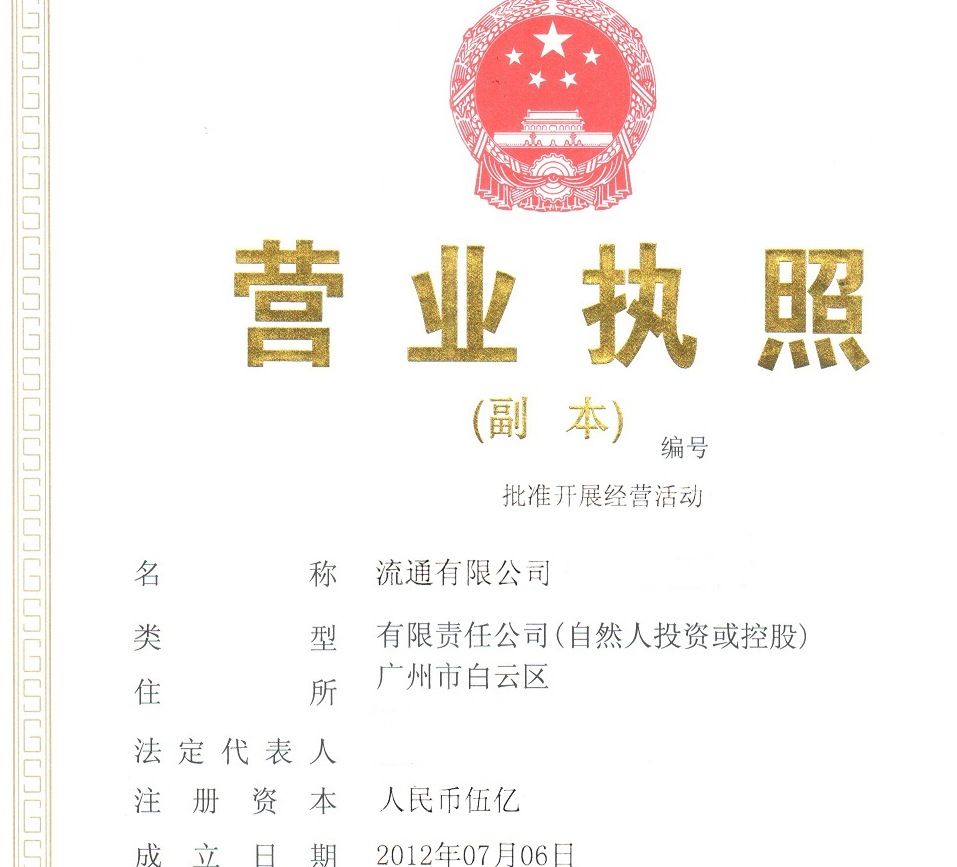 营业执照
(副 本)
编号
批准开展经营活动
名 称 流通有限公司
类 型 有限责任公司(自然人投资或控股)
住 所 广州市白云区
法定代表人
注册资本 人民币伍亿
成立日期 2012年07月06日